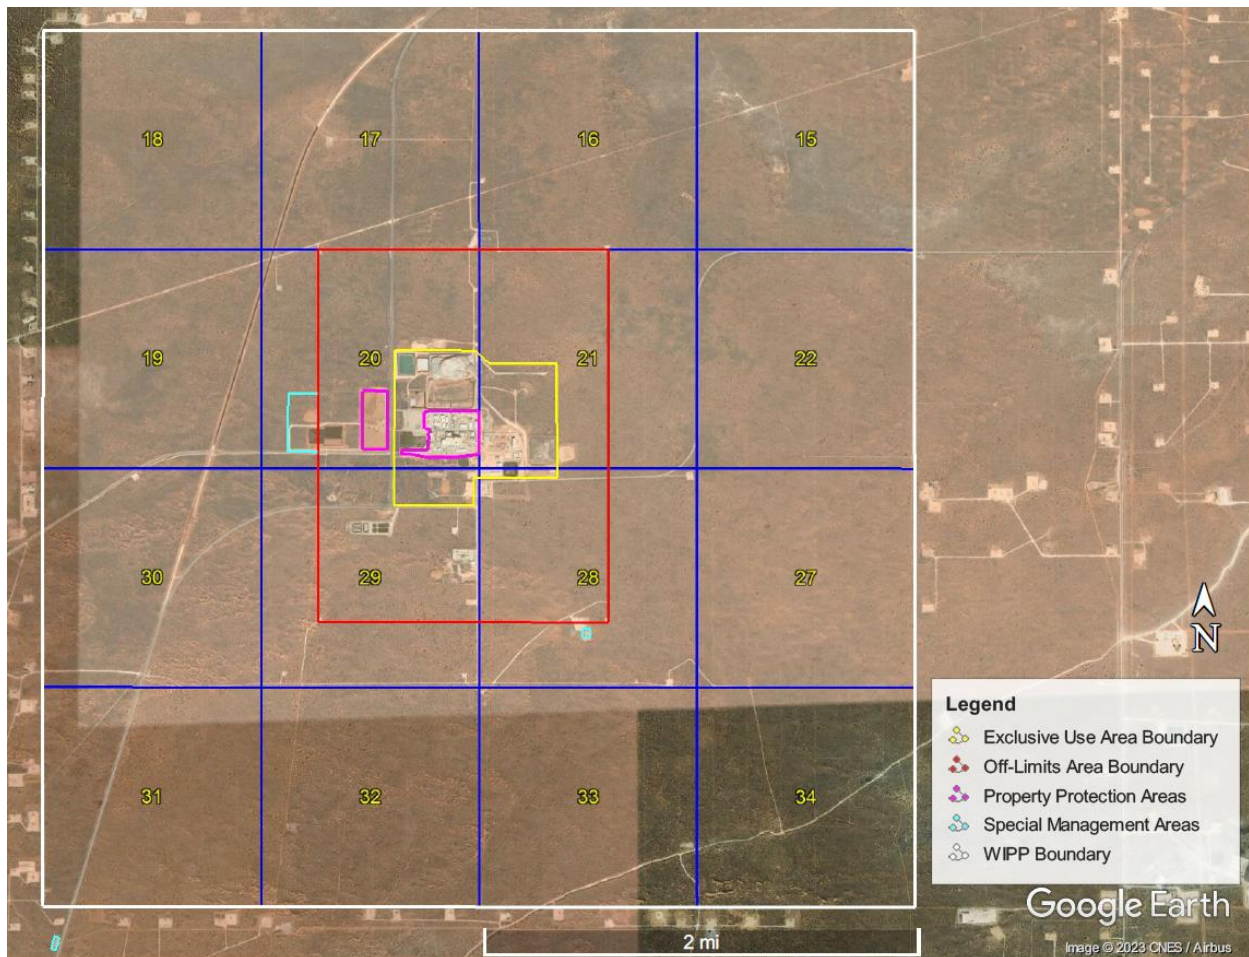 18
17
16
15
19
20
21
22
30
29
28
27
31
32
33
34
N
Legend
Exclusive Use Area Boundary
Off-Limits Area Boundary
Property Protection Areas
Special Management Areas
WIPP Boundary
Google Earth
2 mi
Image © 2023 CNES / Airbus